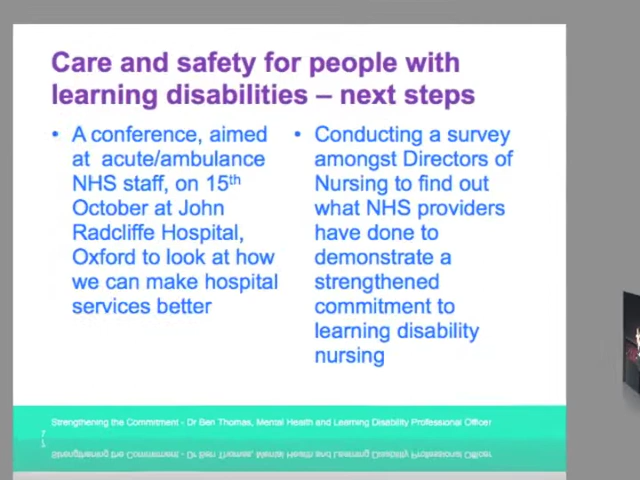 Care and safety for people with
learning disabilities – next steps
• A conference, aimed
at acute/ambulance
NHS staff, on 15th
October at John
Radcliffe Hospital,
Oxford to look at how
we can make hospital
services better
• Conducting a survey
amongst Directors of
Nursing to find out
what NHS providers
have done to
demonstrate a
strengthened
commitment to
learning disability
nursing
Strengthening the Commitment - Dr Ben Thomas, Mental Health and Learning Disability Professional Officer
7